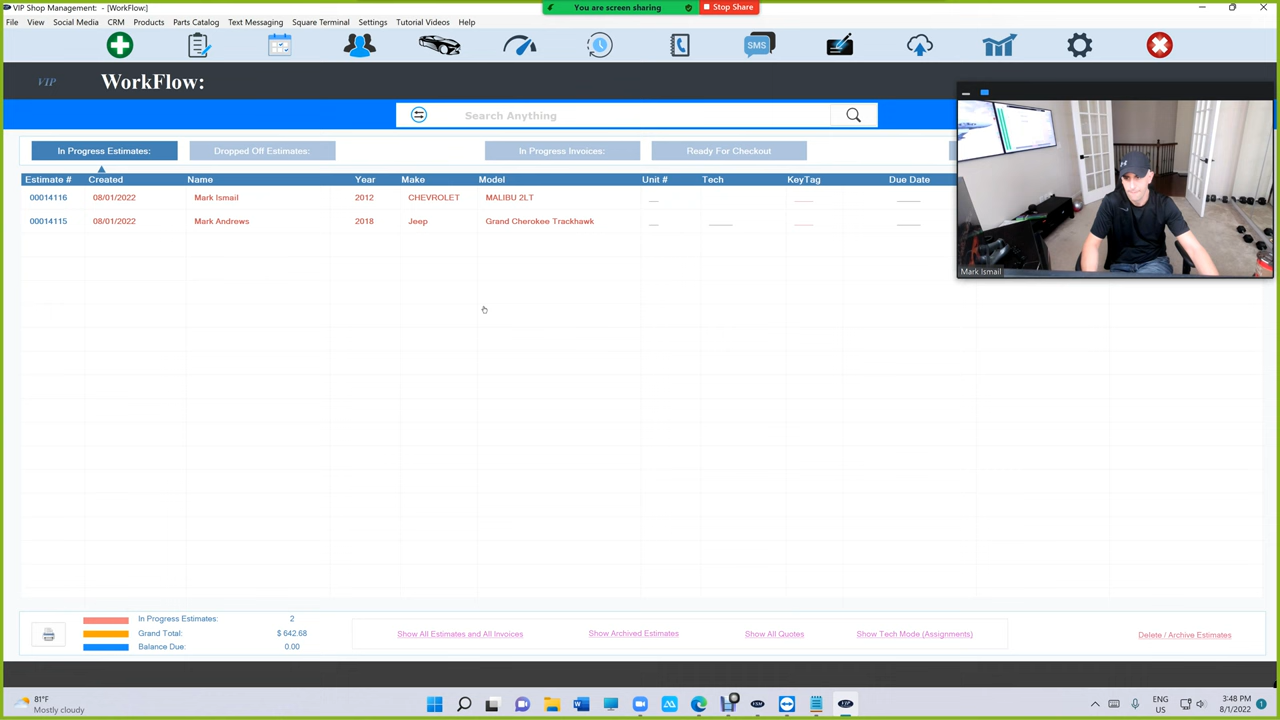 VIP Shop Management: - [WorkFlow:]
You are screen sharing
Stop Share
File View Social Media CRM Products Parts Catalog Text Messaging Square Terminal Settings Tutorial Videos Help
SMS
VIP WorkFlow:
Search Anything
In Progress Estimates: Dropped Off Estimates: In Progress Invoices: Ready For Checkout
Estimate # Created Name Year Make Model Unit # Tech KeyTag Due Date
00014116 08/01/2022 Mark Ismail 2012 CHEVROLET MALIBU 2LT
00014115 08/01/2022 Mark Andrews 2018 Jeep Grand Cherokee Trackhawk
Mark Ismail
In Progress Estimates: 2
Grand Total: $ 642.68
Balance Due: 0.00
Show All Estimates and All Invoices Show Archived Estimates Show All Quotes Show Tech Mode (Assignments) Delete / Archive Estimates
81°F
Mostly cloudy
VSM
VIP
ENG
US
3:48 PM
8/1/2022
1